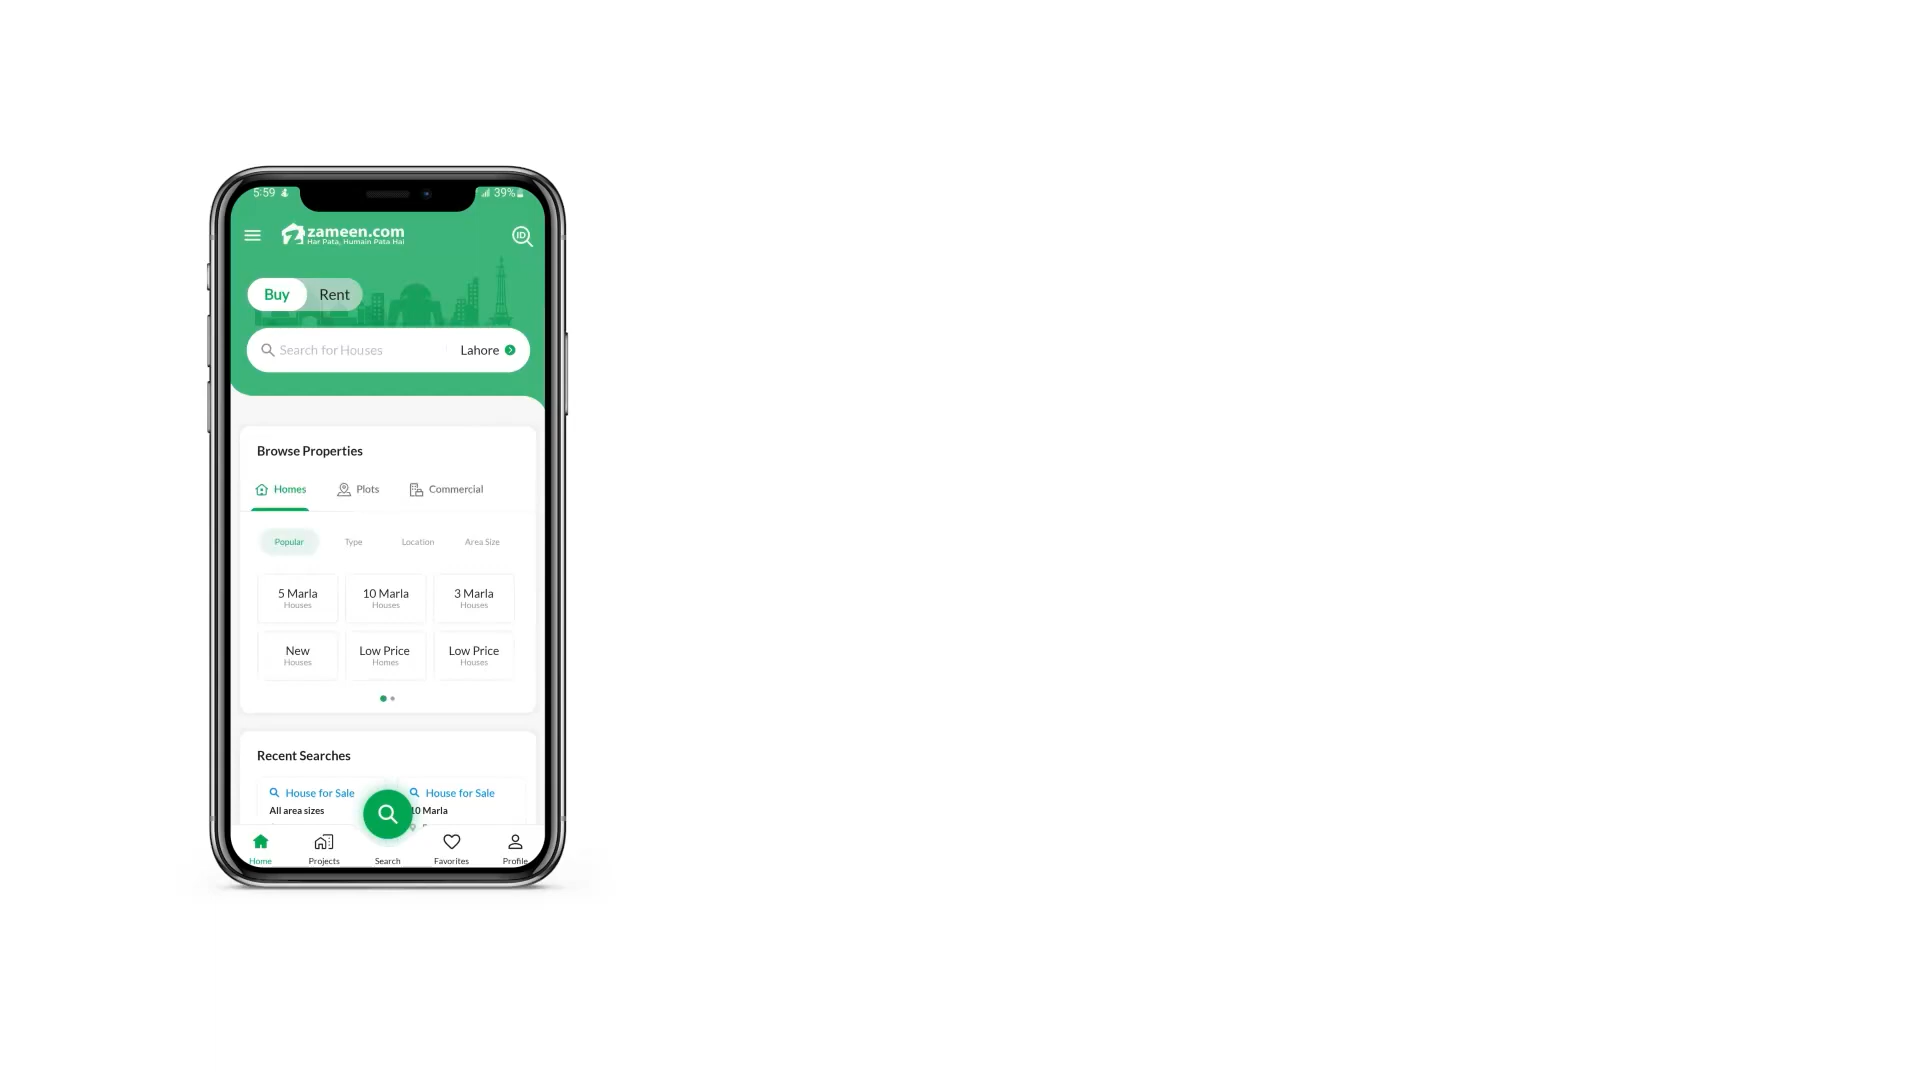 5:59
39%
zameen.com
Har Pata, Humain Pata Hai
ID
Buy
Rent
Search for Houses
Lahore
Browse Properties
Homes
Plots
Commercial
Popular
Type
Location
Area Size
5 Marla
Houses
10 Marla
Houses
3 Marla
Houses
New
Houses
Low Price
Homes
Low Price
Houses
Recent Searches
House for Sale
All area sizes
House for Sale
10 Marla
Home
Projects
Search
Favorites
Profile